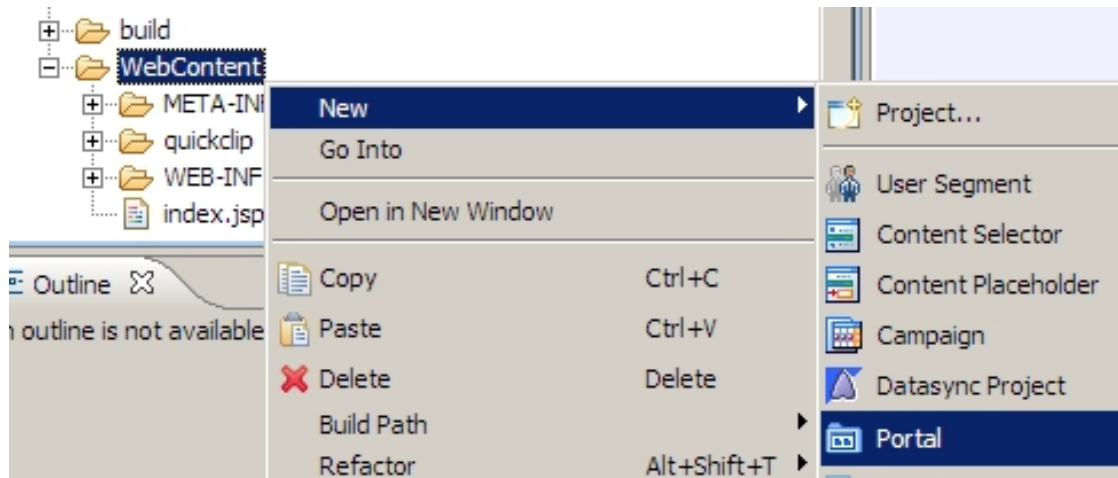 build
WebContent
META-INF
quickclip
WEB-INF
index.jsp
Outline
outline is not available
New
Go Into
Open in New Window
Copy Ctrl+C
Paste Ctrl+V
Delete Delete
Build Path
Refactor Alt+Shift+T
Project...
User Segment
Content Selector
Content Placeholder
Campaign
Datasync Project
Portal